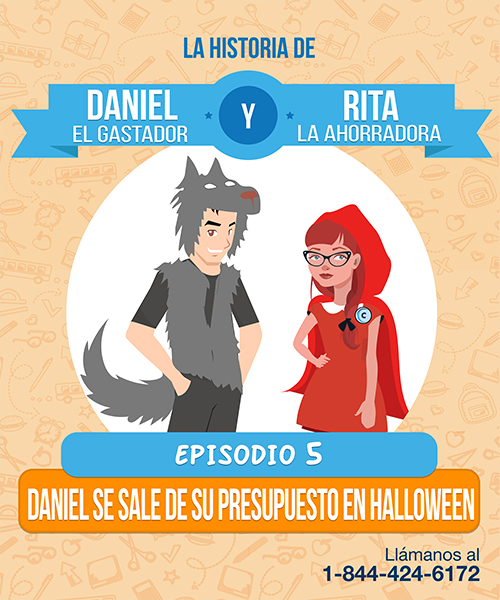 LA HISTORIA DE
DANIEL Y RITA
EL GASTADOR LA AHORRADORA
C
EPISODIO 5
DANIEL SE SALE DE SU PRESUPUESTO EN HALLOWEEN
Llámanos al
1-844-424-6172